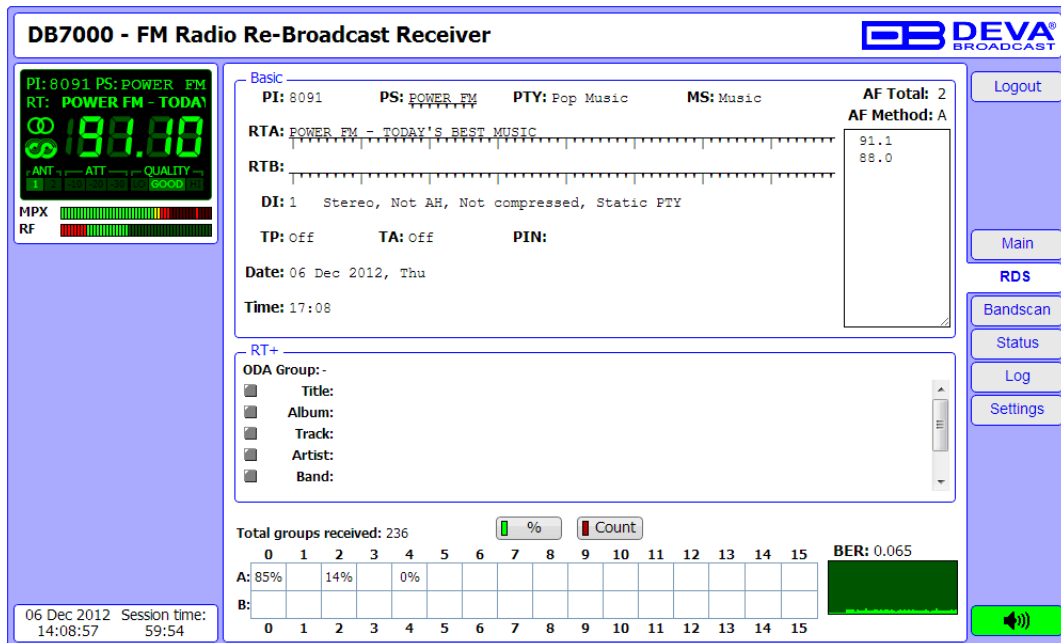 DB7000 - FM Radio Re-Broadcast Receiver
DEVA®
BROADCAST
PI:8091 PS:POWER FM
RT: POWER FM - TODAY
91.10
ANT ATT QUALITY
1 2 -10 -20 -30 GOOD
MPX
RF
Basic
PI: 8091 PS: POWER FM PTY: Pop Music MS: Music AF Total: 2
AF Method: A
RTA: POWER FM - TODAY'S BEST MUSIC
91.1
88.0
RTB:
DI: 1 Stereo, Not AH, Not compressed, Static PTY
TP: Off TA: Off PIN:
Date: 06 Dec 2012, Thu
Time: 17:08
RT+
ODA Group: -
Title:
Album:
Track:
Artist:
Band:
Total groups received: 236 % Count
0 1 2 3 4 5 6 7 8 9 10 11 12 13 14 15
BER: 0.065
A: 85% 14% 0%
B:
0 1 2 3 4 5 6 7 8 9 10 11 12 13 14 15
Logout
Main
RDS
Bandscan
Status
Log
Settings
06 Dec 2012 Session time:
14:08:57 59:54